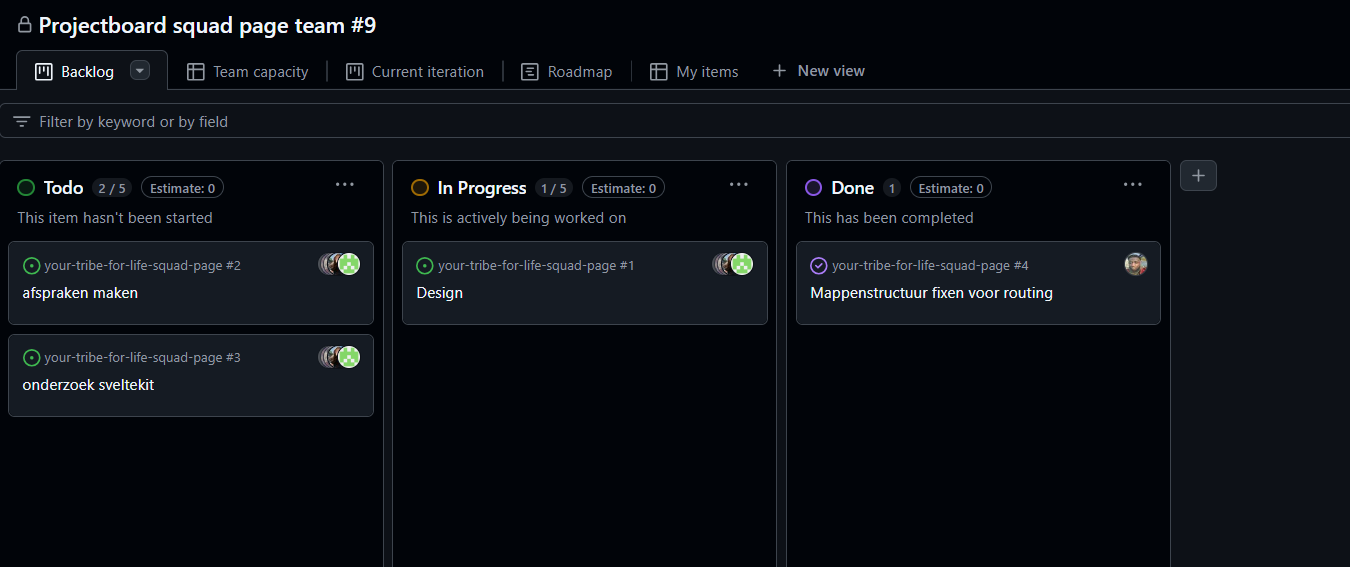 Projectboard squad page team #9
Backlog
Team capacity
Current iteration
Roadmap
My items
New view
Filter by keyword or by field
Todo 2 / 5 Estimate: 0
This item hasn't been started
your-tribe-for-life-squad-page #2
afspraken maken
your-tribe-for-life-squad-page #3
onderzoek sveltekit
In Progress 1 / 5 Estimate: 0
This is actively being worked on
your-tribe-for-life-squad-page #1
Design
Done 1 Estimate: 0
This has been completed
your-tribe-for-life-squad-page #4
Mappenstructuur fixen voor routing